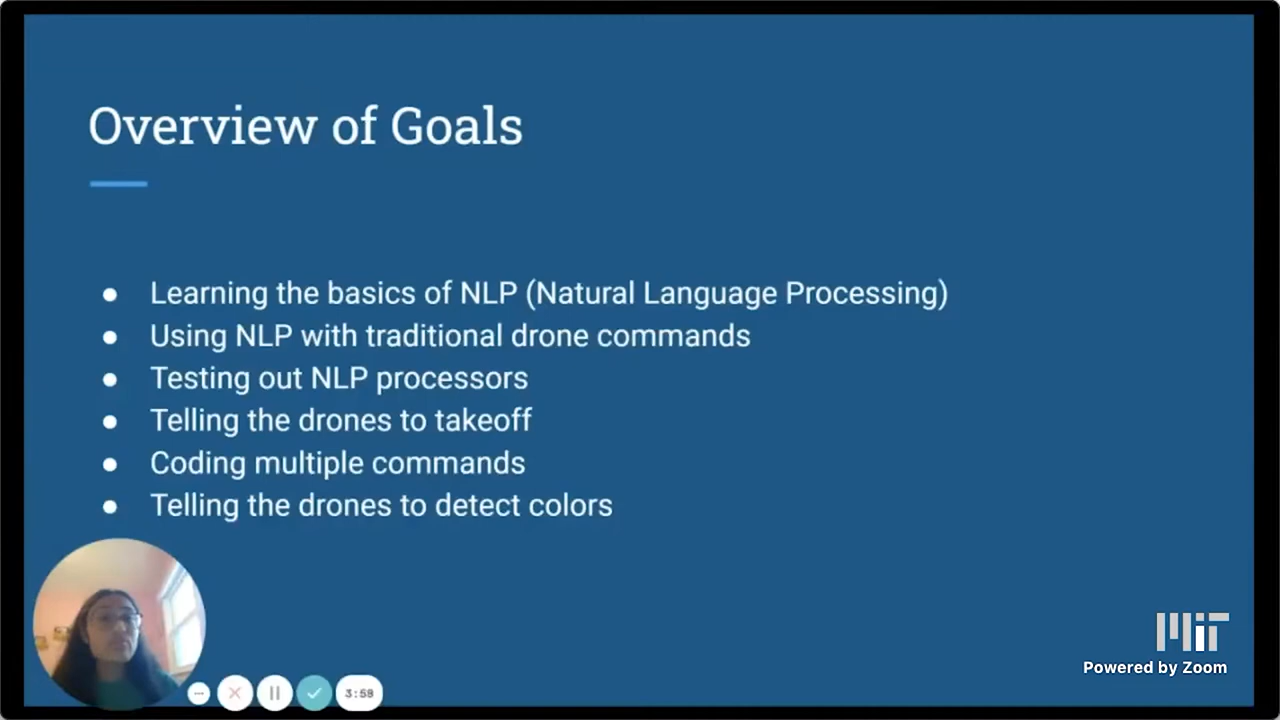 Overview of Goals
● Learning the basics of NLP (Natural Language Processing)
● Using NLP with traditional drone commands
● Testing out NLP processors
● Telling the drones to takeoff
● Coding multiple commands
● Telling the drones to detect colors
MIT
Powered by Zoom
3:58